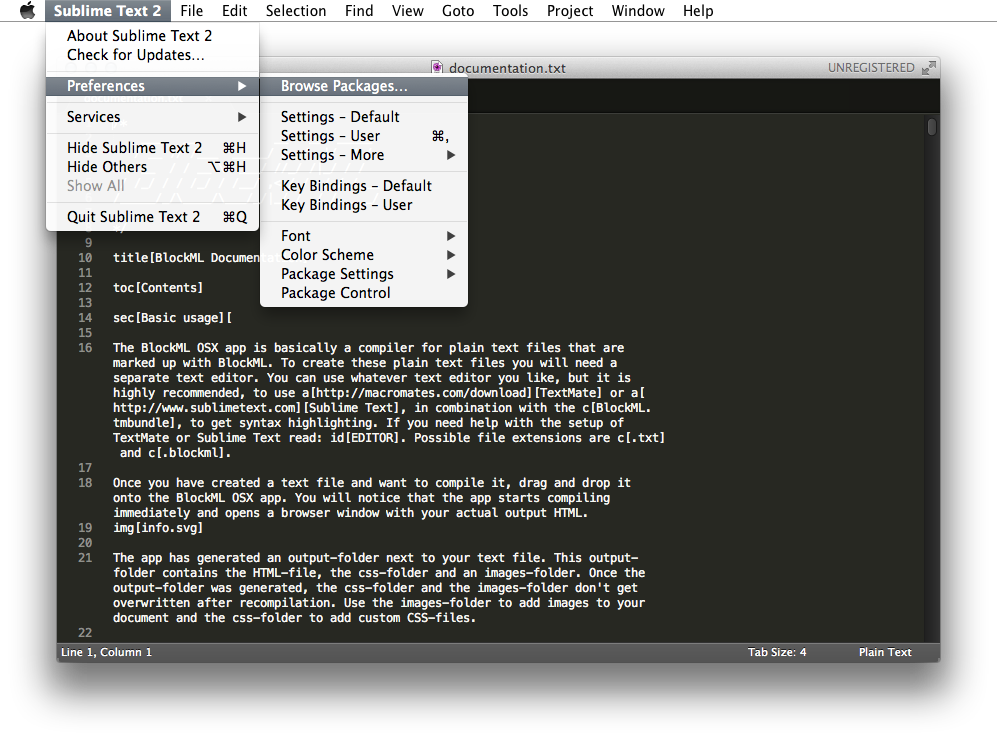 Sublime Text 2 File Edit Selection Find View Goto Tools Project Window Help
About Sublime Text 2
Check for Updates...
Preferences ▶
Services ▶
Hide Sublime Text 2 ⌘H
Hide Others ⌥⌘H
Show All
Quit Sublime Text 2 ⌘Q
Browse Packages...
Settings – Default
Settings – User ⌘,
Settings – More ▶
Key Bindings – Default
Key Bindings – User
Font ▶
Color Scheme ▶
Package Settings ▶
Package Control
documentation.txt
UNREGISTERED
9
10 title[BlockML
11
12 toc[Contents]
13
14 sec[Basic usage][
15
16 The BlockML OSX app is basically a compiler for plain text files that are
marked up with BlockML. To create these plain text files you will need a
separate text editor. You can use whatever text editor you like, but it is
highly recommended, to use a[http://macromates.com/download][TextMate] or a[
http://www.sublimetext.com][Sublime Text], in combination with the c[BlockML.
tmbundle], to get syntax highlighting. If you need help with the setup of
TextMate or Sublime Text read: id[EDITOR]. Possible file extensions are c[.txt]
and c[.blockml].
17
18 Once you have created a text file and want to compile it, drag and drop it
onto the BlockML OSX app. You will notice that the app starts compiling
immediately and opens a browser window with your actual output HTML.
19 img[info.svg]
20
21 The app has generated an output-folder next to your text file. This output-
folder contains the HTML-file, the css-folder and an images-folder. Once the
output-folder was generated, the css-folder and the images-folder don't get
overwritten after recompilation. Use the images-folder to add images to your
document and the css-folder to add custom CSS-files.
22
Line 1, Column 1 Tab Size: 4 Plain Text